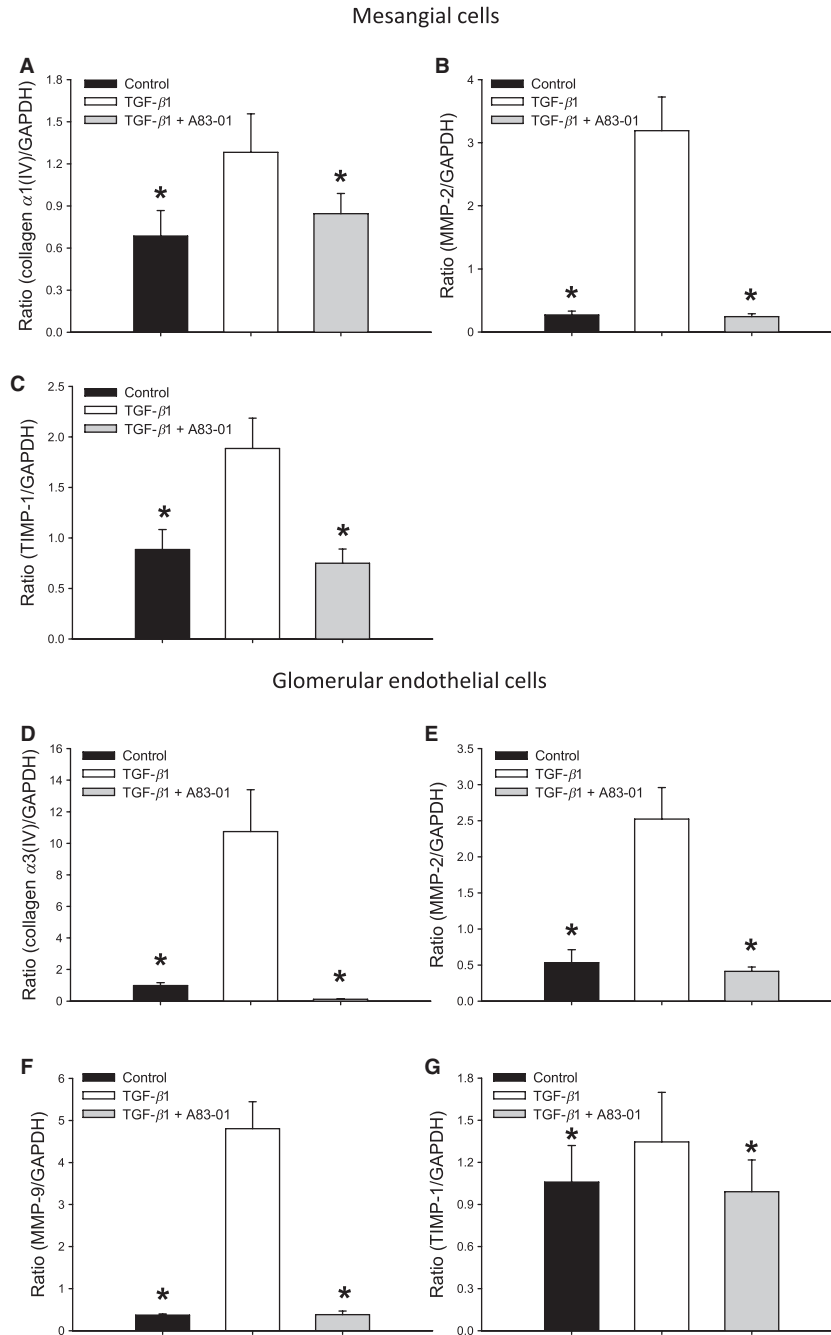 Mesangial cells
A
Ratio (collagen α1(IV)/GAPDH)
1.8
1.5
1.2
0.9
0.6
0.3
0.0
Control
TGF-β1
TGF-β1 + A83-01
*
*
B
Ratio (MMP-2/GAPDH)
4
3
2
1
0
Control
TGF-β1
TGF-β1 + A83-01
*
*
C
Ratio (TIMP-1/GAPDH)
2.5
2.0
1.5
1.0
0.5
0.0
Control
TGF-β1
TGF-β1 + A83-01
*
*
Glomerular endothelial cells
D
Ratio (collagen α3(IV)/GAPDH)
16
14
12
10
8
6
4
2
0
Control
TGF-β1
TGF-β1 + A83-01
*
*
E
Ratio (MMP-2/GAPDH)
3.5
3.0
2.5
2.0
1.5
1.0
0.5
0.0
Control
TGF-β1
TGF-β1 + A83-01
*
*
F
Ratio (MMP-9/GAPDH)
6
5
4
3
2
1
0
Control
TGF-β1
TGF-β1 + A83-01
*
*
G
Ratio (TIMP-1/GAPDH)
1.8
1.5
1.2
0.9
0.6
0.3
0.0
Control
TGF-β1
TGF-β1 + A83-01
*
*